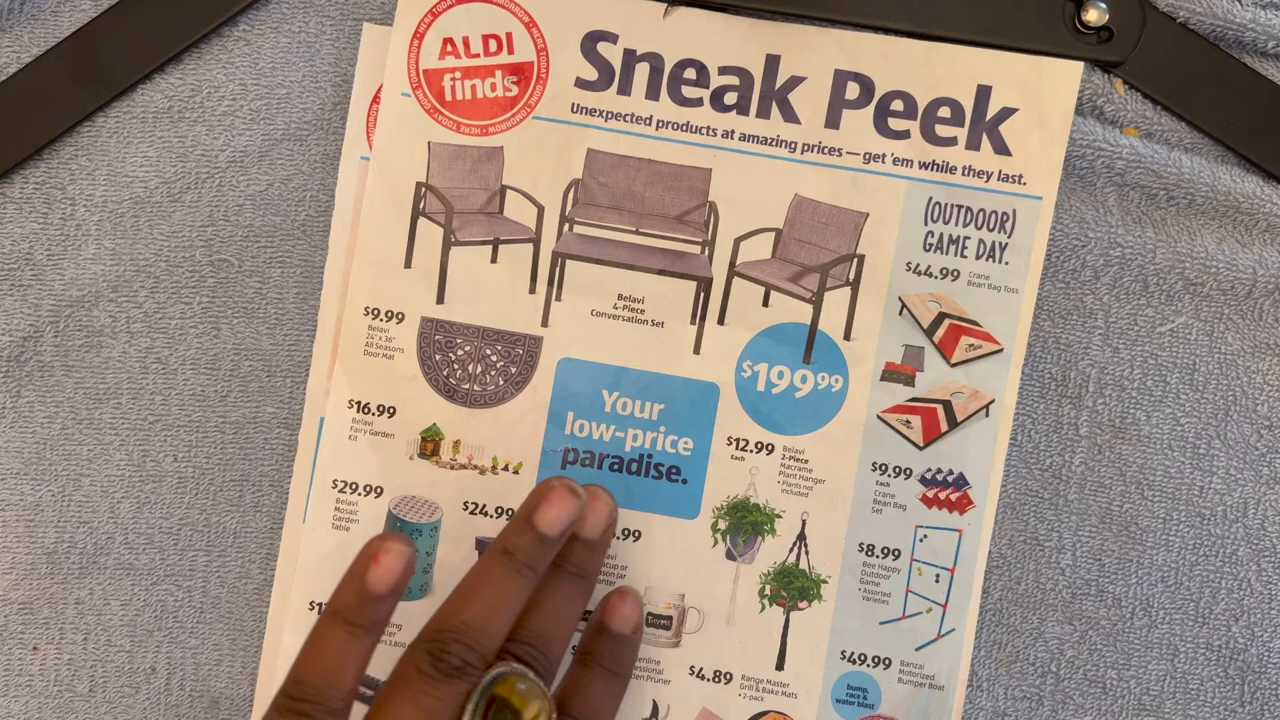 HERE TODAY • GONE TOMORROW • HERE TODAY • GONE TOMORROW
ALDI
finds
Sneak Peek
Unexpected products at amazing prices — get 'em while they last.
Belavi
4-Piece
Conversation Set
$199.99
$9.99
Belavi
24" x 36"
All Seasons
Door Mat
$16.99
Belavi
Fairy Garden
Kit
Your
low-price
paradise.
$29.99
Belavi
Mosaic
Garden
Table
$24.99
.99
$12.99
Each
Belavi
2-Piece
Macrame
Plant Hanger
• Plants not
included
THYME
$4.89
Range Master
Grill & Bake Mats
• 2-pack
(OUTDOOR)
GAME DAY.
$44.99
Crane
Bean Bag Toss
$9.99
Each
Crane
Bean Bag
Set
$8.99
Bee Happy
Outdoor
Game
• Assorted
Varieties
$49.99
Banzai
Motorized
Bumper Boat
bump,
race &
water blast